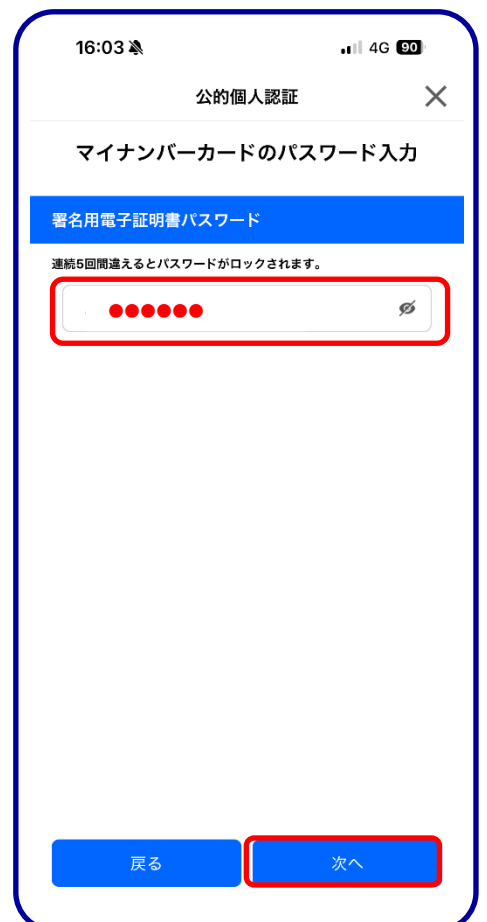 16:03 4G 90
公的個人認証
マイナンバーカードのパスワード入力
署名用電子証明書パスワード
連続5回間違えるとパスワードがロックされます。
●●●●●●
戻る 次へ